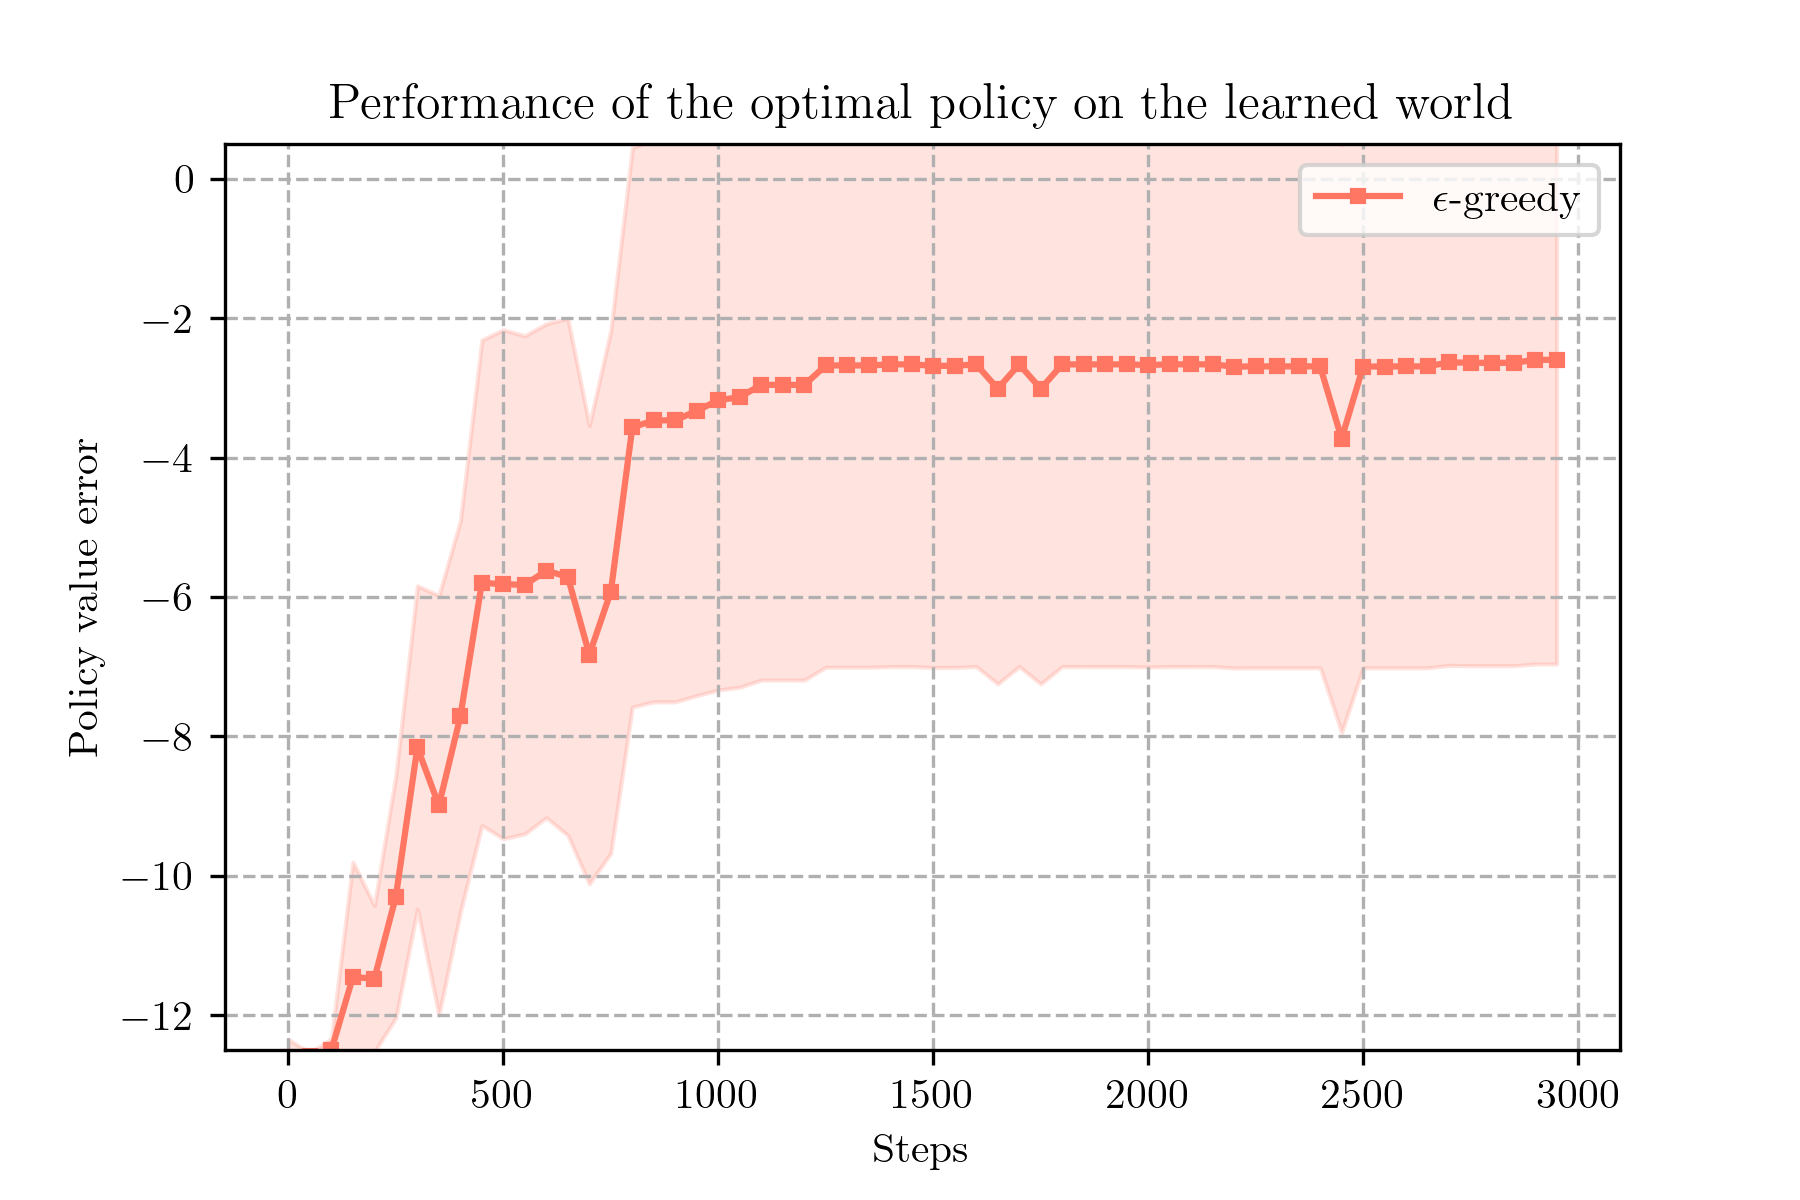 Performance of the optimal policy on the learned world
ϵ-greedy
Policy value error
0
−2
−4
−6
−8
−10
−12
0 500 1000 1500 2000 2500 3000
Steps